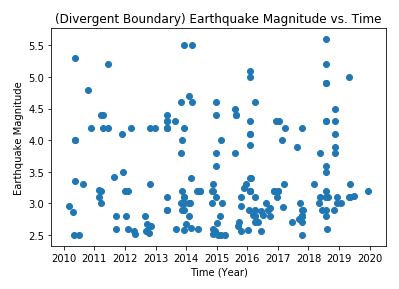 (Divergent Boundary) Earthquake Magnitude vs. Time
Earthquake Magnitude
5.5
5.0
4.5
4.0
3.5
3.0
2.5
2010 2011 2012 2013 2014 2015 2016 2017 2018 2019 2020
Time (Year)